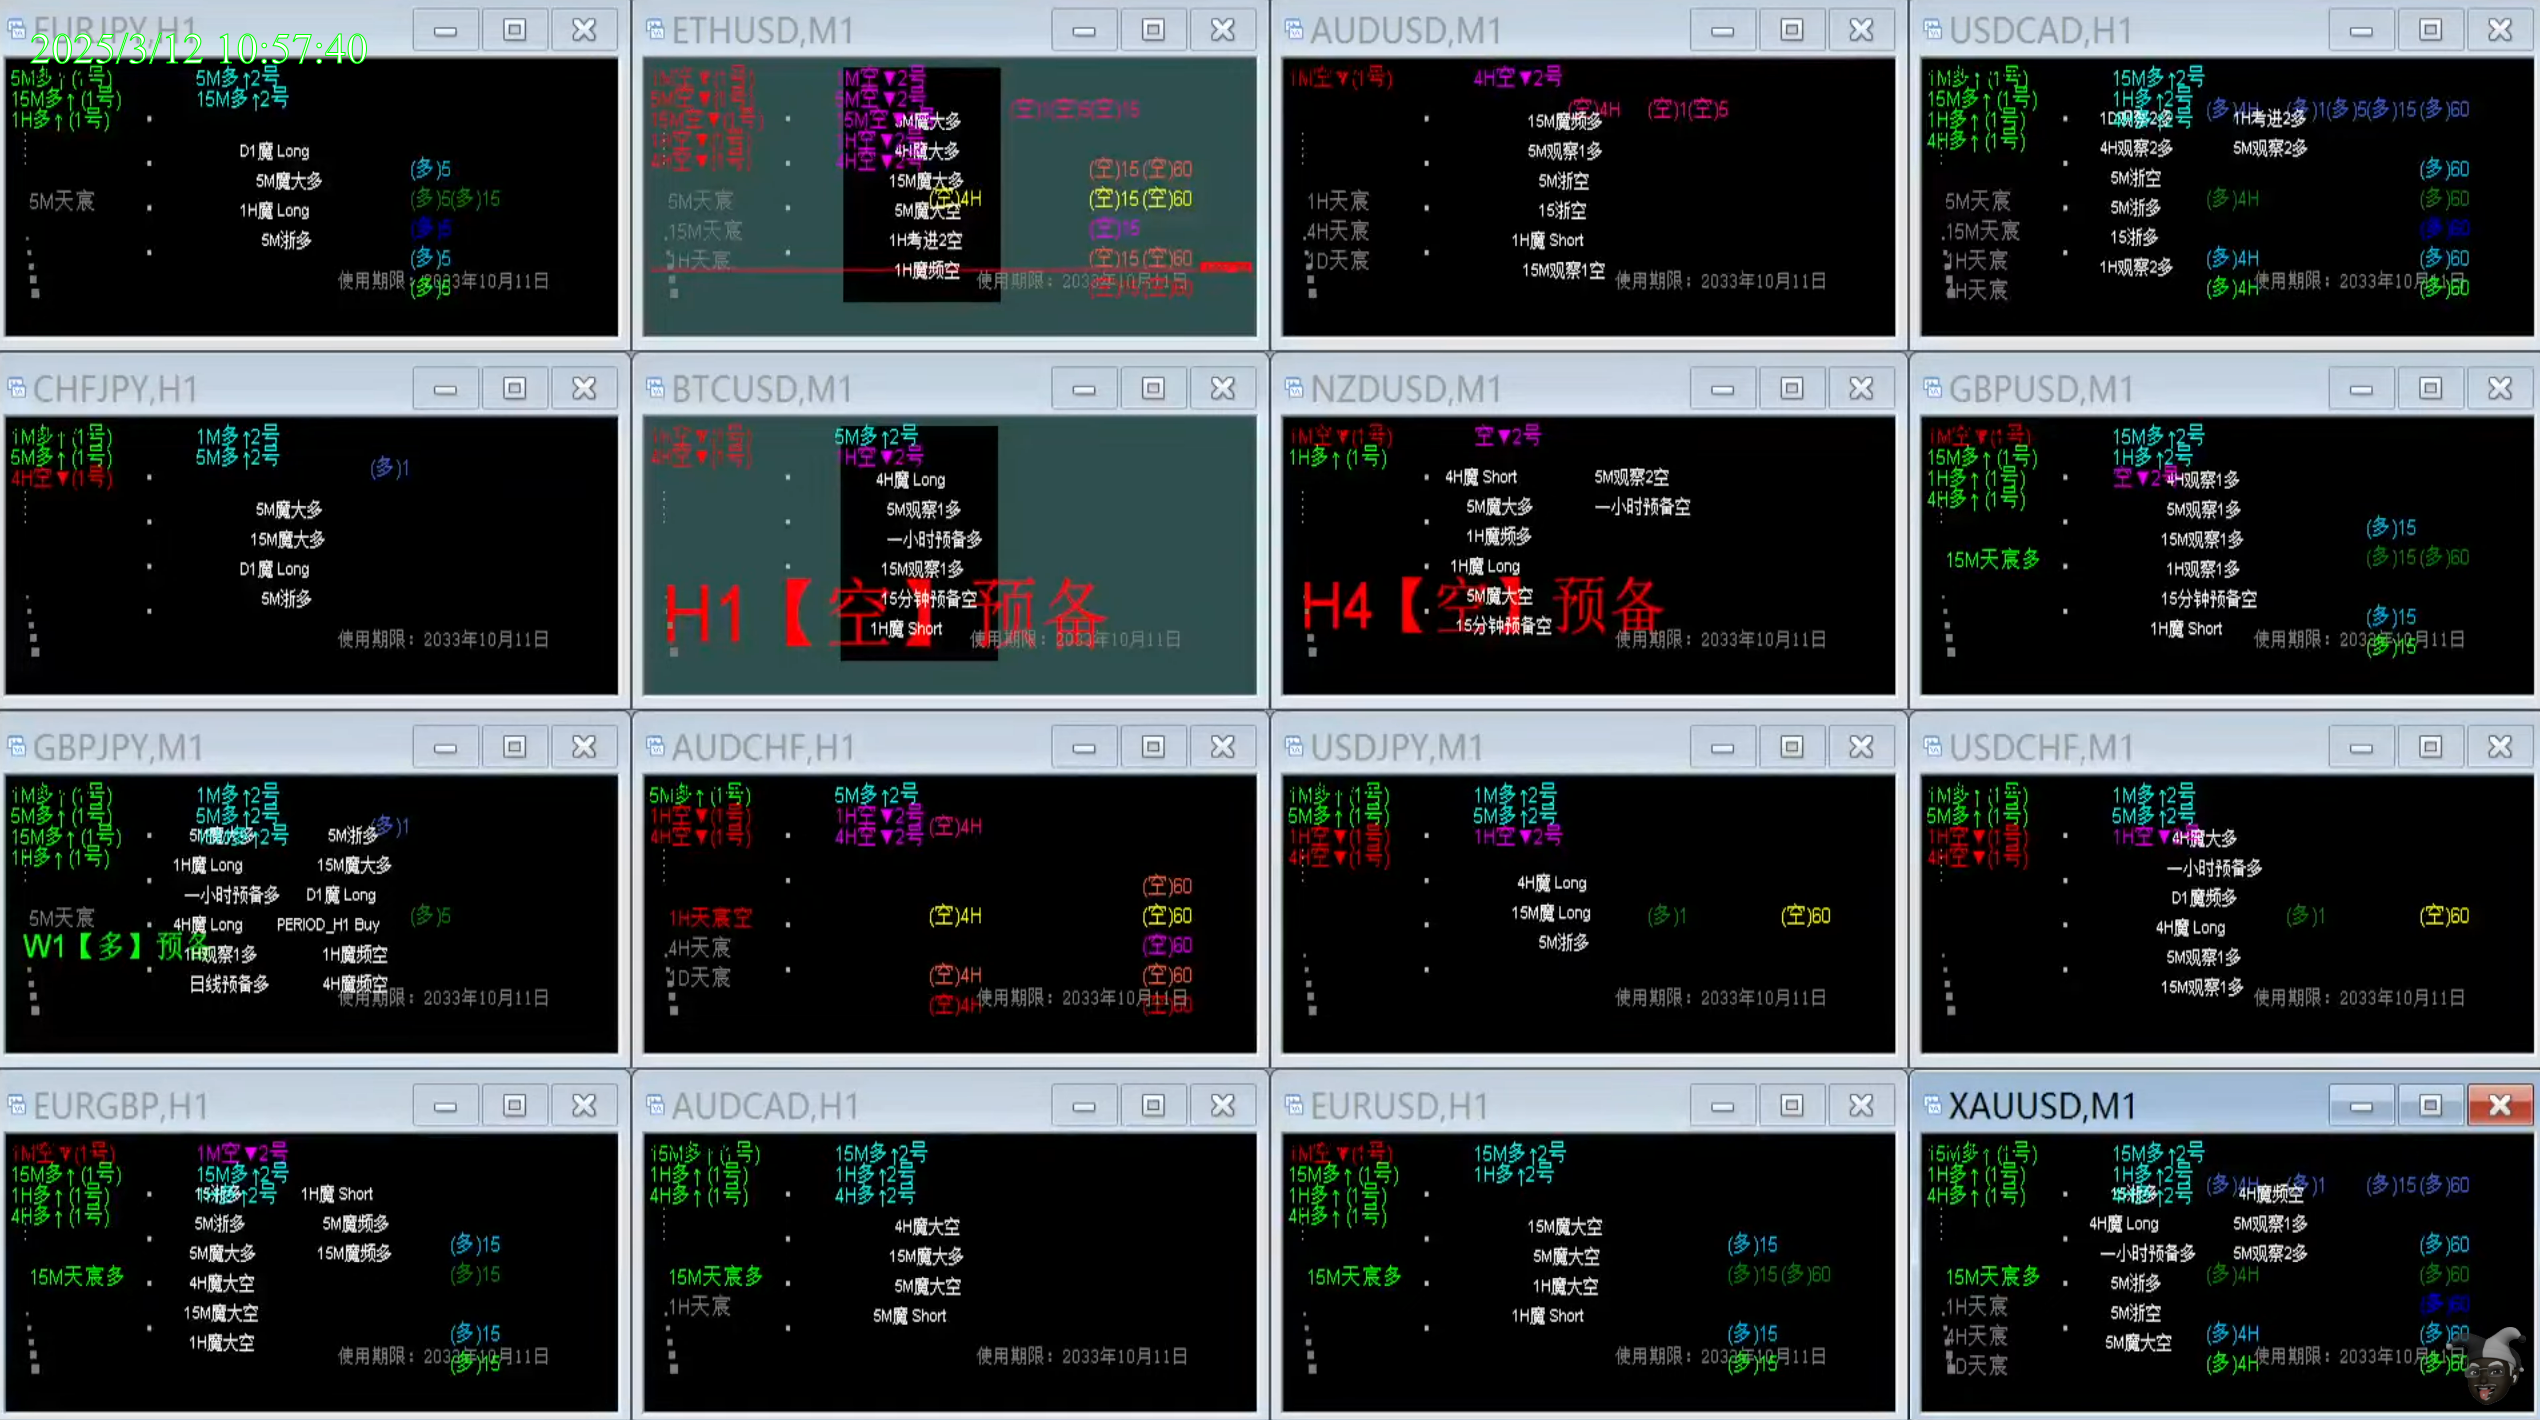 EURJPY,H1
2025/3/12 10:57:40
5M多↑(1号) 5M多↑2号
15M多↑(1号) 15M多↑2号
1H多↑(1号)
D1魔 Long
(多)5
5M魔大多
5M天宸 (多)5(多)15
1H魔 Long
(多)5
5M浙多
(多)5
使用期限：2033年10月11日
(多)5
ETHUSD,M1
1M空▼(1号) 1M空▼2号
5M空▼(1号) 5M空▼2号
(空)1(空)5(空)15
15M空▼(1号) 15M空▼2号
5M魔大多
1H空▼(1号) 1H空▼2号
4H魔大多
4H空▼(1号) 4H空▼2号
(空)15(空)60
15M魔大多
5M天宸 (空)4H (空)15(空)60
5M魔大空
15M天宸 (空)15
1H考进2空
1H天宸 (空)15(空)60
1H魔频空
使用期限：2033年10月11日
AUDUSD,M1
1M空▼(1号) 4H空▼2号
(空)4H (空)1(空)5
15M魔频多
5M观察1多
5M浙空
1H天宸
15浙空
4H天宸
1H魔 Short
1D天宸
15M观察1空
使用期限：2033年10月11日
USDCAD,H1
1M多↑(1号) 15M多↑2号
15M多↑(1号) 1H多↑2号
(多)4H (多)1(多)5(多)15(多)60
1H多↑(1号) 1H考进2多
4H多↑(1号)
4H观察2多 5M观察2多
(多)60
5M浙空
5M天宸 (多)4H (多)60
5M浙多
15M天宸 (多)60
15浙多
1H天宸 (多)4H (多)60
1H观察2多
使用期限：2033年10月11日
4H天宸 (多)4H (多)60
CHFJPY,H1
1M多↑(1号) 1M多↑2号
5M多↑(1号) 5M多↑2号
(多)1
4H空▼(1号)
5M魔大多
15M魔大多
D1魔 Long
5M浙多
使用期限：2033年10月11日
BTCUSD,M1
1M空▼(1号) 5M多↑2号
4H空▼(1号) 1H空▼2号
4H魔 Long
5M观察1多
一小时预备多
15M观察1多
15分钟预备空
H1【空】预备
1H魔 Short
使用期限：2033年10月11日
NZDUSD,M1
1M空▼(1号) 空▼2号
1H多↑(1号)
4H魔 Short 5M观察2空
5M魔大多 一小时预备空
1H魔频多
1H魔 Long
5M魔大空
H4【空】预备
15分钟预备空
使用期限：2033年10月11日
GBPUSD,M1
1M空▼(1号) 15M多↑2号
15M多↑(1号) 1H多↑2号
1H多↑(1号) 空▼2号
4H观察1多
4H多↑(1号)
5M观察1多
(多)15
15M观察1多
15M天宸多 (多)15(多)60
1H观察1多
15分钟预备空
(多)15
1H魔 Short
使用期限：2033年10月11日
(多)15
GBPJPY,M1
1M多↑(1号) 1M多↑2号
5M多↑(1号) 5M多↑2号
(多)1
15M多↑(1号)
5M魔大多 5M浙多
1H多↑(1号)
1H魔 Long 15M魔大多
一小时预备多 D1魔 Long
5M天宸 (多)5
4H魔 Long PERIOD_H1 Buy
W1【多】预备
1H观察1多 1H魔频空
日线预备多 4H魔频空
使用期限：2033年10月11日
AUDCHF,H1
5M多↑(1号) 5M多↑2号
1H空▼(1号) 1H空▼2号
(空)4H
4H空▼(1号) 4H空▼2号
(空)60
1H天宸空 (空)4H (空)60
4H天宸 (空)60
1D天宸 (空)4H (空)60
使用期限：2033年10月11日
(空)4H (空)60
USDJPY,M1
1M多↑(1号) 1M多↑2号
5M多↑(1号) 5M多↑2号
1H空▼(1号) 1H空▼2号
4H空▼(1号)
4H魔 Long
15M魔 Long (多)1 (空)60
5M浙多
使用期限：2033年10月11日
USDCHF,M1
1M多↑(1号) 1M多↑2号
5M多↑(1号) 5M多↑2号
1H空▼(1号) 1H空▼2号
4H魔大多
4H空▼(1号)
一小时预备多
D1魔频多
(多)1 (空)60
4H魔 Long
5M观察1多
15M观察1多
使用期限：2033年10月11日
EURGBP,H1
1M空▼(1号) 1M空▼2号
15M多↑(1号) 15M多↑2号
1H多↑(1号)
15浙多 1H魔 Short
4H多↑(1号)
5M浙多 5M魔频多
(多)15
5M魔大多 15M魔频多
15M天宸多 (多)15
4H魔大空
15M魔大空
(多)15
1H魔大空
使用期限：2033年10月11日
(多)15
AUDCAD,H1
15M多↑(1号) 15M多↑2号
1H多↑(1号) 1H多↑2号
4H多↑(1号) 4H多↑2号
4H魔大空
15M魔大多
15M天宸多
5M魔大空
1H天宸
5M魔 Short
使用期限：2033年10月11日
EURUSD,H1
1M空▼(1号) 15M多↑2号
15M多↑(1号) 1H多↑2号
1H多↑(1号)
4H多↑(1号)
15M魔大空
(多)15
5M魔大空
15M天宸多 (多)15(多)60
1H魔大空
1H魔 Short
(多)15
使用期限：2033年10月11日
(多)15
XAUUSD,M1
15M多↑(1号) 15M多↑2号
1H多↑(1号) 1H多↑2号
(多)4H (多)1 (多)15(多)60
4H多↑(1号) 4H多↑2号
15浙多 4H魔频空
4H魔 Long 5M观察1多
(多)60
一小时预备多 5M观察2多
15M天宸多 (多)4H (多)60
5M浙多
1H天宸 (多)60
5M浙空
4H天宸 (多)4H (多)60
5M魔大空
使用期限：2033年10月11日
1D天宸 (多)4H (多)60